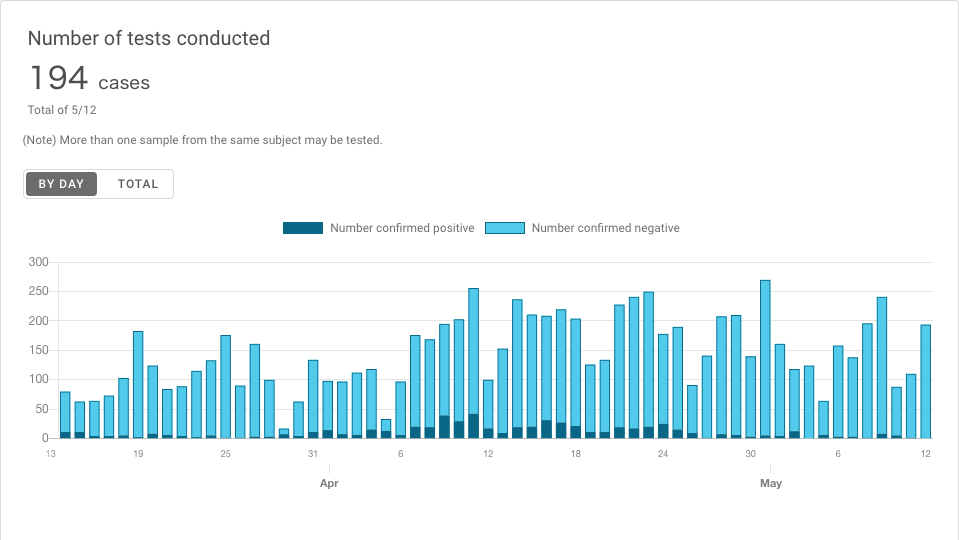 Number of tests conducted
194 cases
Total of 5/12
(Note) More than one sample from the same subject may be tested.
BY DAY TOTAL
Number confirmed positive Number confirmed negative
300
250
200
150
100
50
0
13 19 25 31 6 12 18 24 30 6 12
Apr May